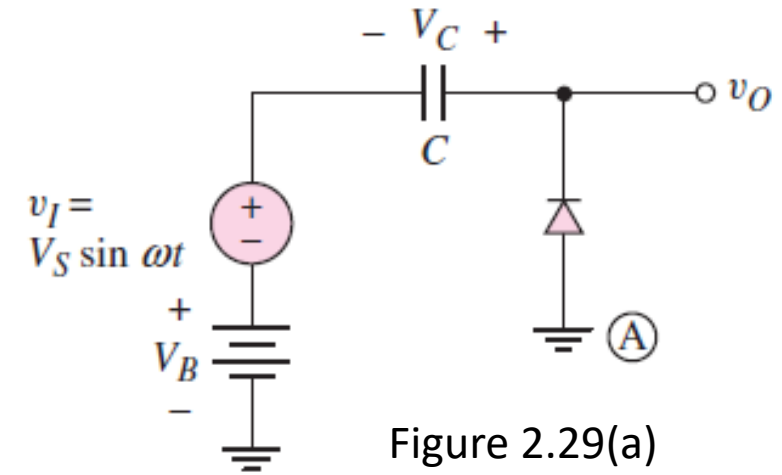 − V_C +
v_O
C
v_I =
V_S sin ωt
+
−
+
V_B
−
A
Figure 2.29(a)